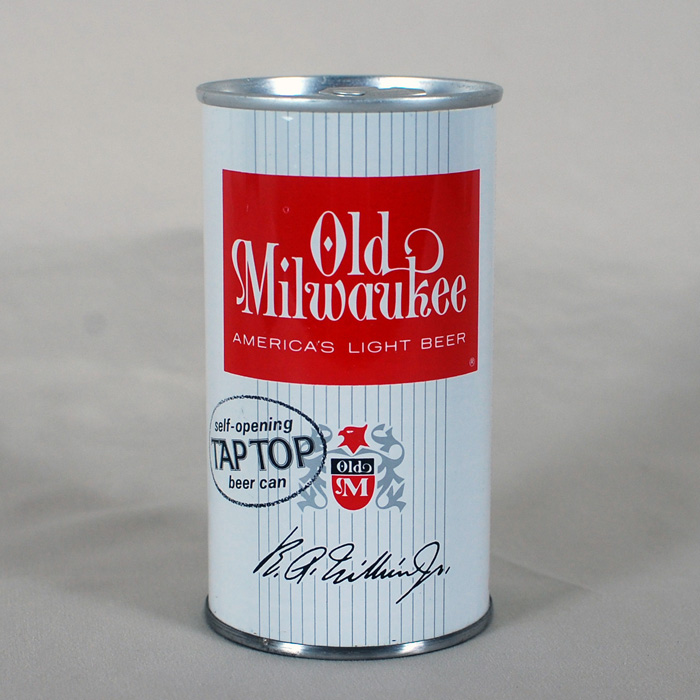 Old
Milwaukee
AMERICA'S LIGHT BEER
®
self-opening
TAP TOP
beer can
Old
M